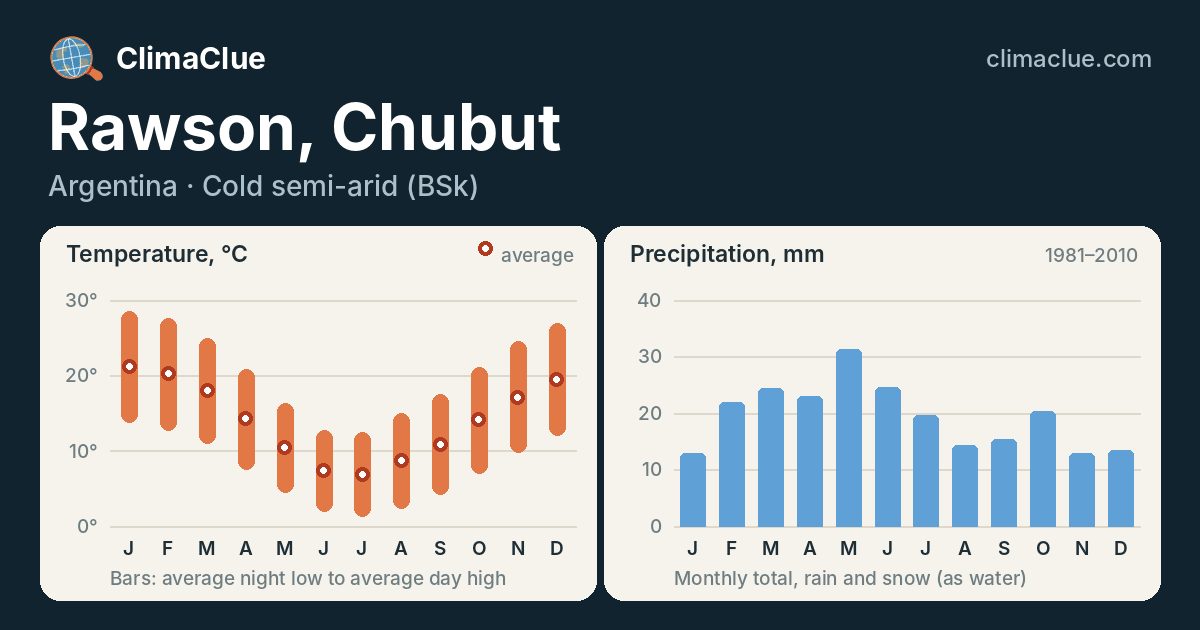 ClimaClue
climaclue.com
Rawson, Chubut
Argentina · Cold semi-arid (BSk)
Temperature, °C
average
30°
20°
10°
0°
J F M A M J J A S O N D
Bars: average night low to average day high
Precipitation, mm
1981–2010
40
30
20
10
0
J F M A M J J A S O N D
Monthly total, rain and snow (as water)